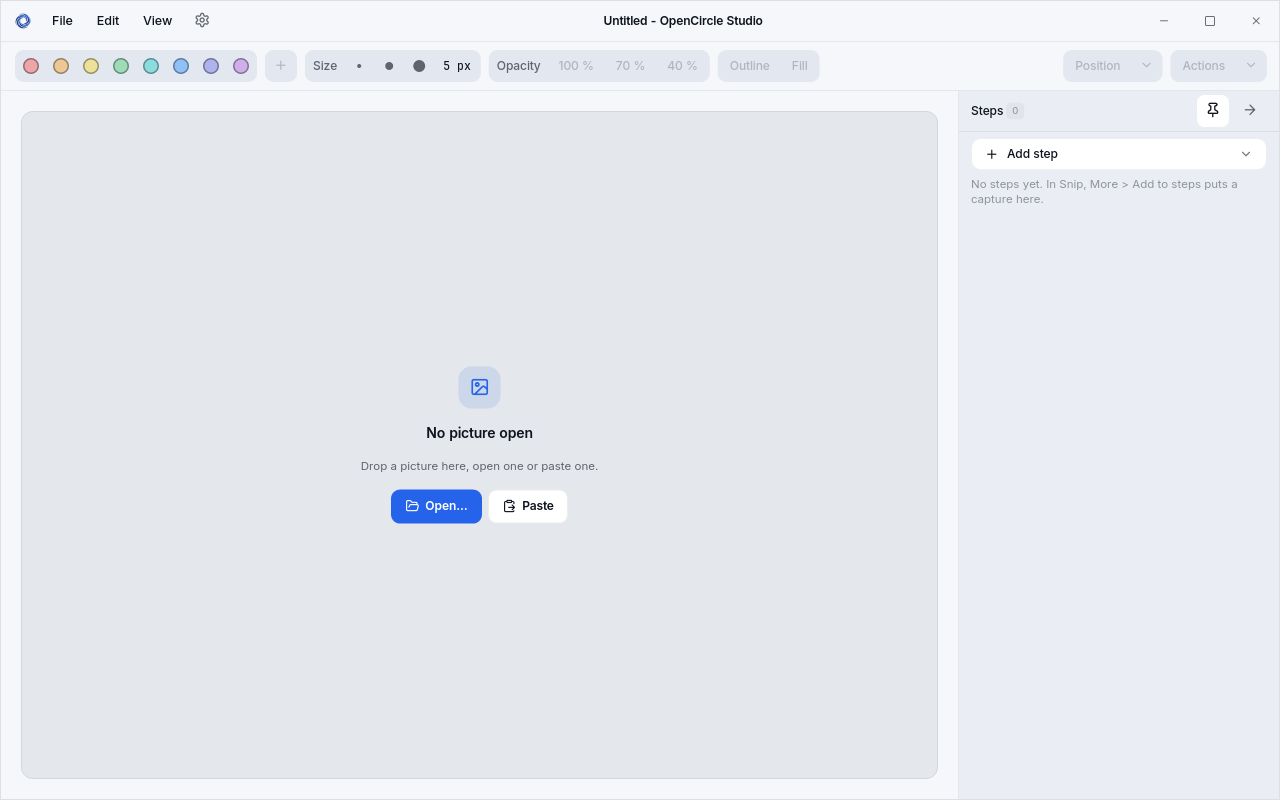 File Edit View Untitled - OpenCircle Studio
Size 5 px Opacity 100 % 70 % 40 % Outline Fill Position Actions
Steps 0
Add step
No steps yet. In Snip, More > Add to steps puts a
capture here.
No picture open
Drop a picture here, open one or paste one.
Open... Paste